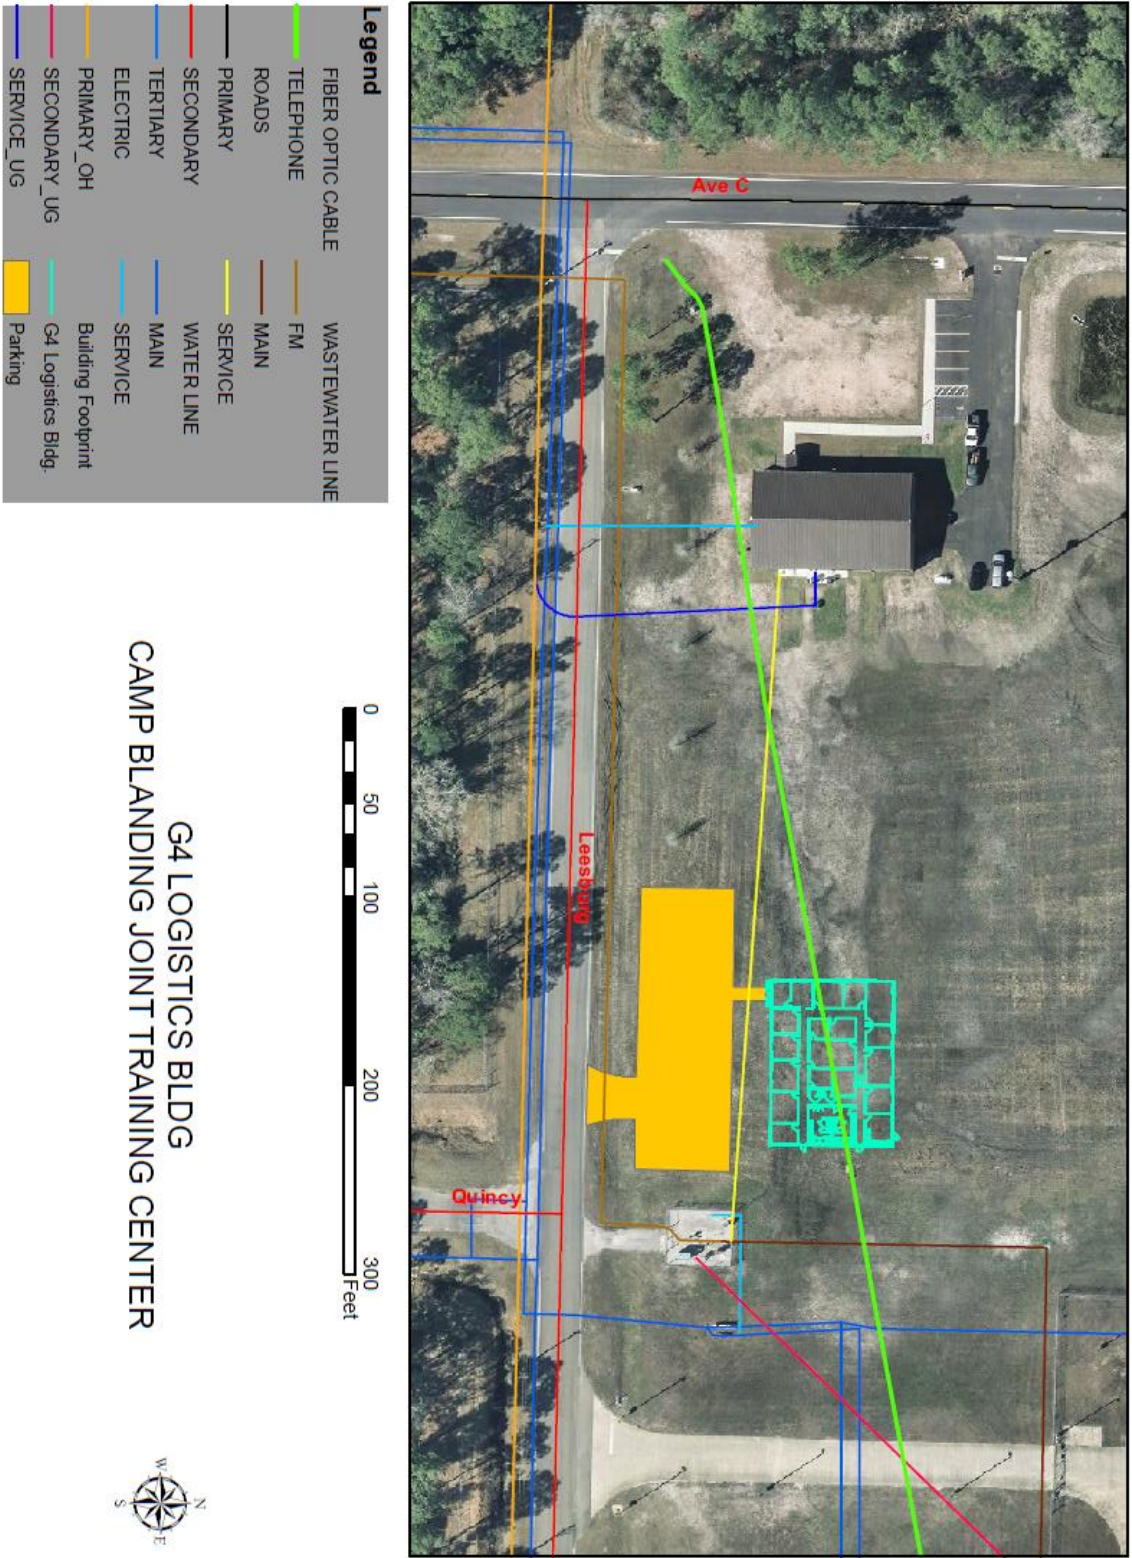 Ave C
Leesburg
Quincy
Legend
FIBER OPTIC CABLE
TELEPHONE
ROADS
PRIMARY
SECONDARY
TERTIARY
ELECTRIC
PRIMARY_OH
SECONDARY_UG
SERVICE_UG
WASTEWATER LINE
FM
MAIN
SERVICE
WATER LINE
MAIN
SERVICE
Building Footprint
G4 Logistics Bldg.
Parking
0 50 100 200 300
Feet
G4 LOGISTICS BLDG
CAMP BLANDING JOINT TRAINING CENTER
N
W E
S